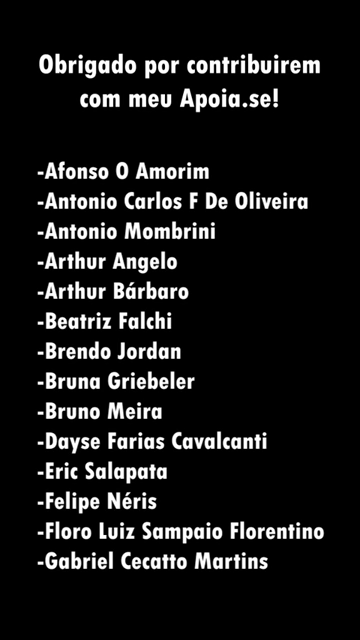 Obrigado por contribuirem
com meu Apoia.se!
-Afonso O Amorim
-Antonio Carlos F De Oliveira
-Antonio Mombrini
-Arthur Angelo
-Arthur Bárbaro
-Beatriz Falchi
-Brendo Jordan
-Bruna Griebeler
-Bruno Meira
-Dayse Farias Cavalcanti
-Eric Salapata
-Felipe Néris
-Floro Luiz Sampaio Florentino
-Gabriel Cecatto Martins